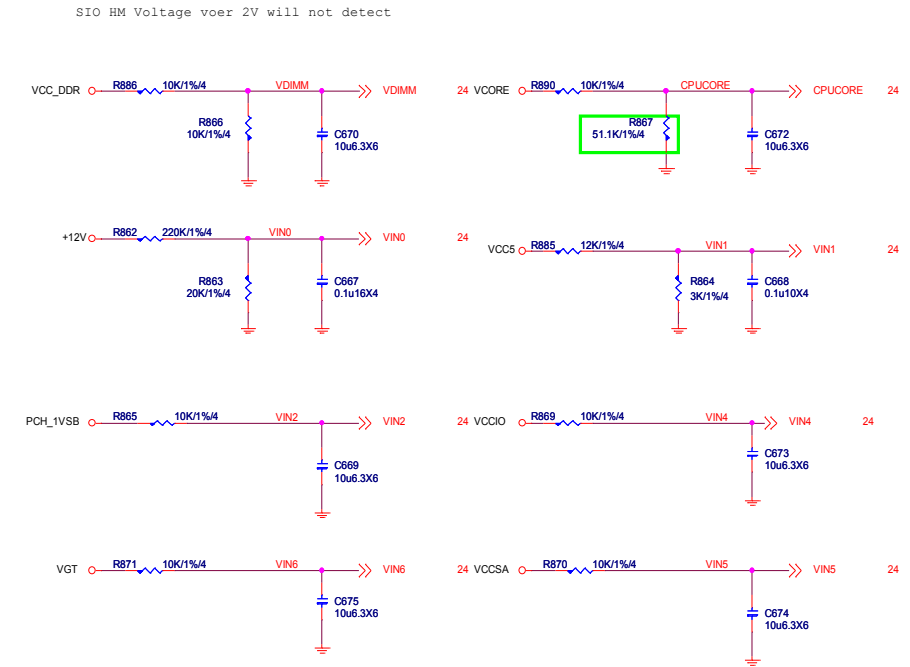 SIO HM Voltage voer 2V will not detect
VCC_DDR R886 10K/1%/4 VDIMM VDIMM 24
R866
10K/1%/4
C670
10u6.3X6
VCORE R890 10K/1%/4 CPUCORE CPUCORE 24
R867
51.1K/1%/4
C672
10u6.3X6
+12V R862 220K/1%/4 VIN0 VIN0 24
R863
20K/1%/4
C667
0.1u16X4
VCC5 R885 12K/1%/4 VIN1 VIN1 24
R864
3K/1%/4
C668
0.1u10X4
PCH_1VSB R865 10K/1%/4 VIN2 VIN2 24
C669
10u6.3X6
VCCIO R869 10K/1%/4 VIN4 VIN4 24
C673
10u6.3X6
VGT R871 10K/1%/4 VIN6 VIN6 24
C675
10u6.3X6
VCCSA R870 10K/1%/4 VIN5 VIN5 24
C674
10u6.3X6